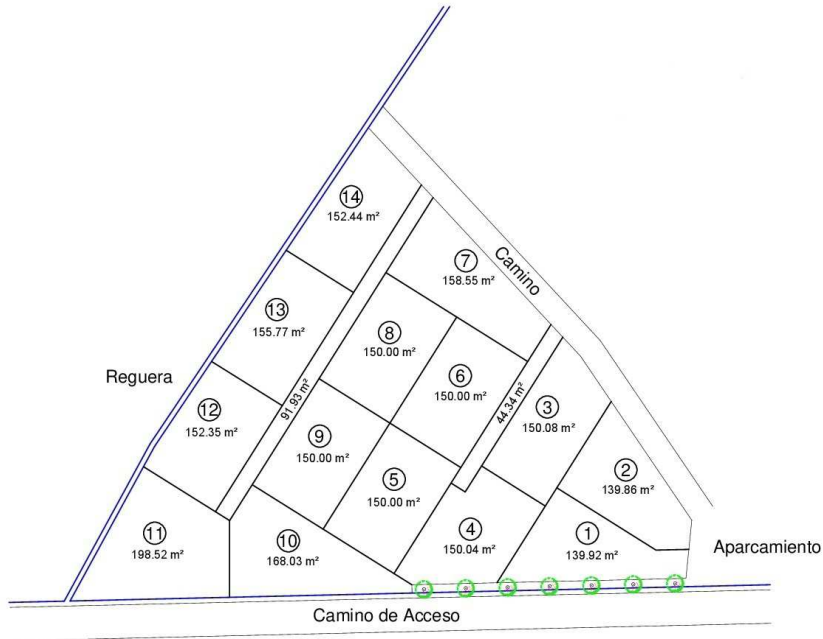 14
152.44 m²
7
158.55 m²
Camino
13
155.77 m²
8
150.00 m²
Reguera
6
150.00 m²
91.93 m²
44.34 m²
12
152.35 m²
3
150.08 m²
9
150.00 m²
2
139.86 m²
5
150.00 m²
11
198.52 m²
10
168.03 m²
4
150.04 m²
1
139.92 m²
Aparcamiento
Camino de Acceso